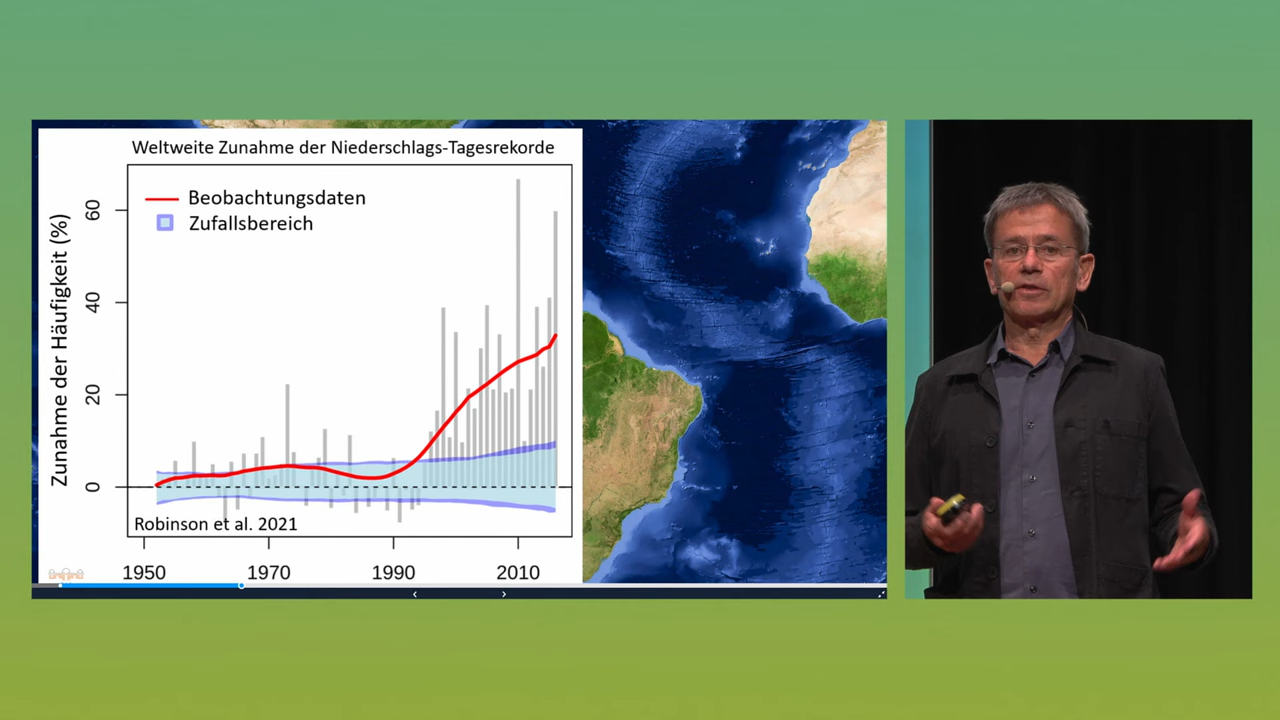 Weltweite Zunahme der Niederschlags-Tagesrekorde
Beobachtungsdaten
Zufallsbereich
Zunahme der Häufigkeit (%)
60
40
20
0
Robinson et al. 2021
1950 1970 1990 2010